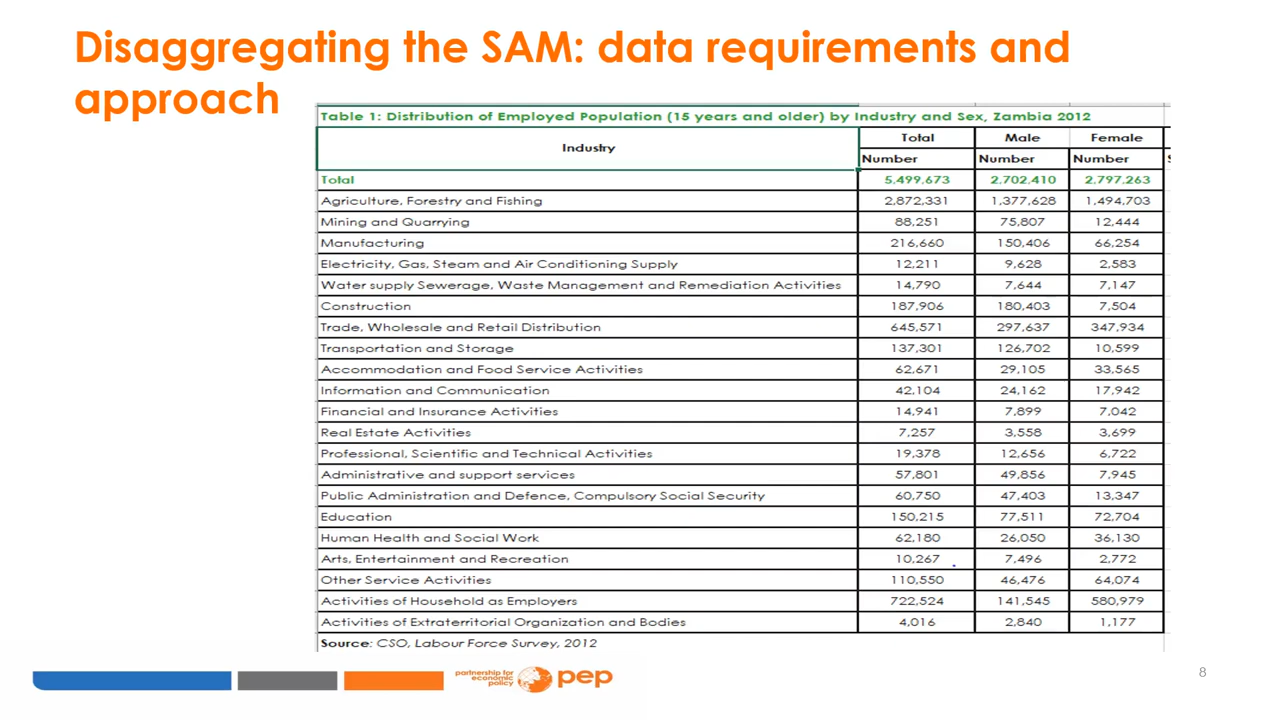 Disaggregating the SAM: data requirements and
approach
Table 1: Distribution of Employed Population (15 years and older) by Industry and Sex, Zambia 2012
Industry Total Male Female
Number Number Number
Total 5,499,673 2,702,410 2,797,263
Agriculture, Forestry and Fishing 2,872,331 1,377,628 1,494,703
Mining and Quarrying 88,251 75,807 12,444
Manufacturing 216,660 150,406 66,254
Electricity, Gas, Steam and Air Conditioning Supply 12,211 9,628 2,583
Water supply Sewerage, Waste Management and Remediation Activities 14,790 7,644 7,147
Construction 187,906 180,403 7,504
Trade, Wholesale and Retail Distribution 645,571 297,637 347,934
Transportation and Storage 137,301 126,702 10,599
Accommodation and Food Service Activities 62,671 29,105 33,565
Information and Communication 42,104 24,162 17,942
Financial and Insurance Activities 14,941 7,899 7,042
Real Estate Activities 7,257 3,558 3,699
Professional, Scientific and Technical Activities 19,378 12,656 6,722
Administrative and support services 57,801 49,856 7,945
Public Administration and Defence, Compulsory Social Security 60,750 47,403 13,347
Education 150,215 77,511 72,704
Human Health and Social Work 62,180 26,050 36,130
Arts, Entertainment and Recreation 10,267 7,496 2,772
Other Service Activities 110,550 46,476 64,074
Activities of Household as Employers 722,524 141,545 580,979
Activities of Extraterritorial Organization and Bodies 4,016 2,840 1,177
Source: CSO, Labour Force Survey, 2012
partnership for
economic
policy
pep
8